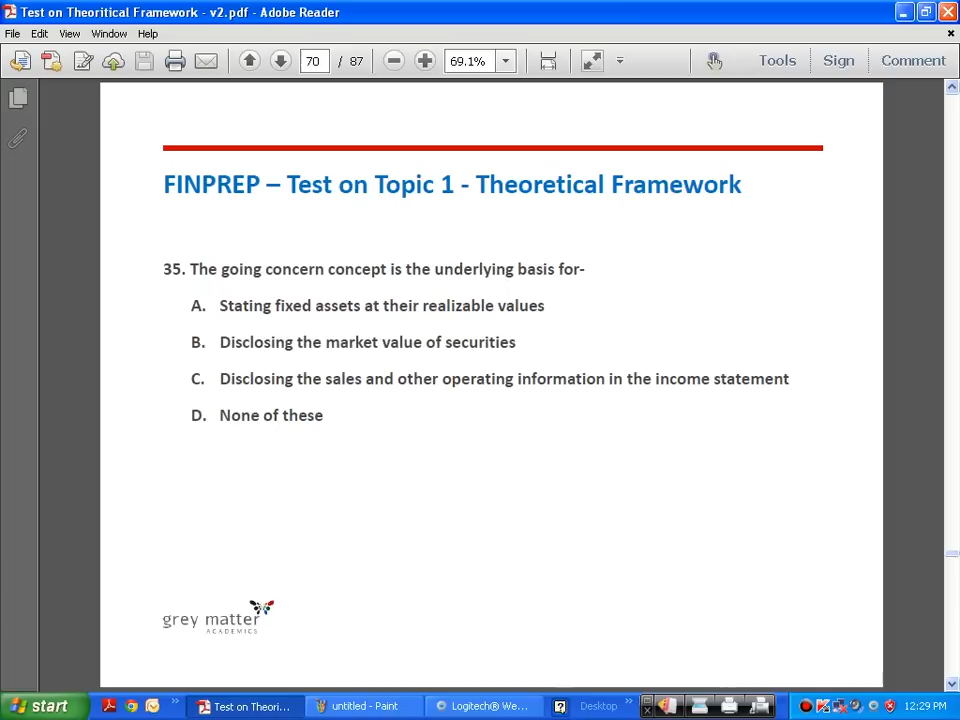 Test on Theoritical Framework - v2.pdf - Adobe Reader
File Edit View Window Help
70 / 87 69.1% Tools Sign Comment
FINPREP – Test on Topic 1 - Theoretical Framework
35. The going concern concept is the underlying basis for-
A. Stating fixed assets at their realizable values
B. Disclosing the market value of securities
C. Disclosing the sales and other operating information in the income statement
D. None of these
grey matter
ACADEMICS
start Test on Theori... untitled - Paint Logitech® We... Desktop 12:29 PM